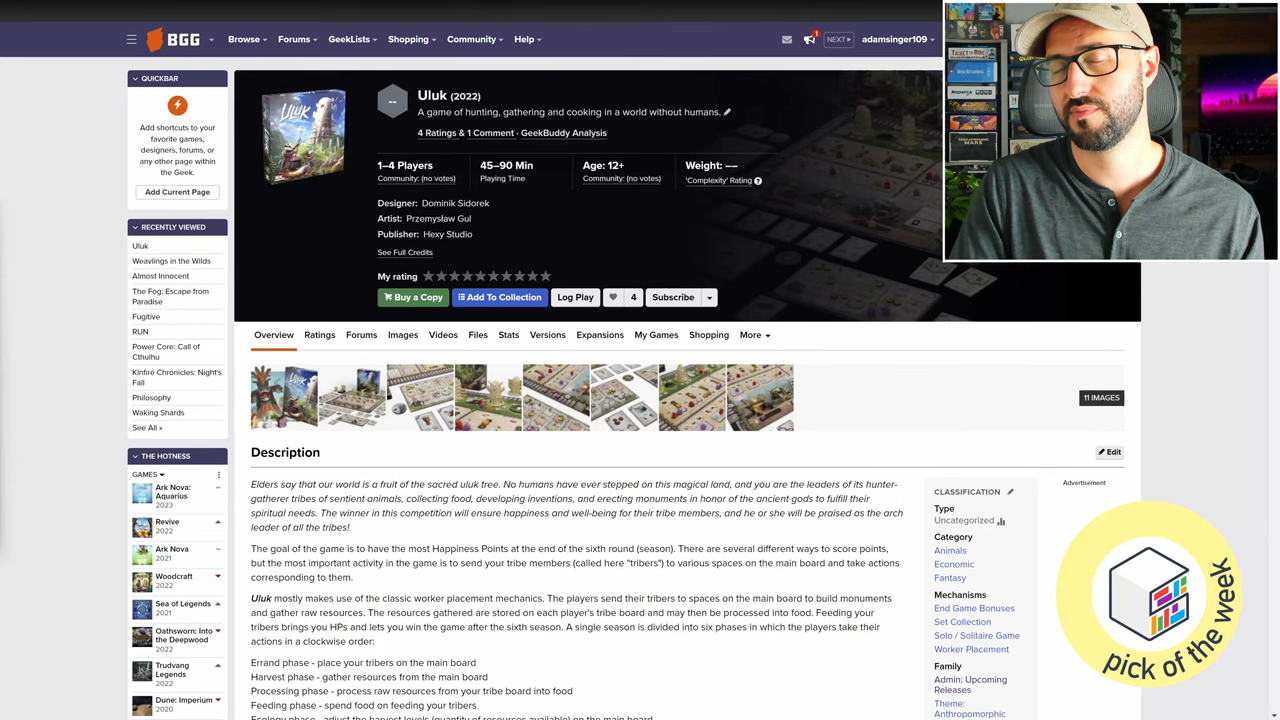 BGG
GeekLists
Shopping
Community
Help
NEXT
adamsinger109
QUICKBAR
Add shortcuts to your
favorite games,
designers, forums, or
any other page within
the Geek.
Add Current Page
RECENTLY VIEWED
Uluk
Weavlings in the Wilds
Almost Innocent
The Fog: Escape from
Paradise
Fugitive
RUN
Power Core: Call of
Cthulhu
Kinfire Chronicles: Night's
Fall
Philosophy
Waking Shards
See All »
THE HOTNESS
GAMES
Ark Nova:
Aquarius
2023
Revive
2022
Ark Nova
2021
Woodcraft
2022
Sea of Legends
2021
Oathsworn: Into
the Deepwood
2022
Trudvang
Legends
2022
Dune: Imperium
2020
--
Uluk (2022)
A game of hunting, gathering and cooking in a world without humans.
4 Ratings & 1 Comment · GeekBuddy Analysis
1–4 Players
Community: (no votes)
45–90 Min
Playing Time
Age: 12+
Community: (no votes)
Weight: ––
'Complexity' Rating
Designer: Dominik Sidorek
Artist: Przemysław Gul
Publisher: Hexy Studio
See Full Credits
My rating
Buy a Copy
Add To Collection
Log Play
4
Subscribe
Overview
Ratings
Forums
Images
Videos
Files
Stats
Versions
Expansions
My Games
Shopping
More
11 IMAGES
Description
Edit
Elders say that our world is a fruit of the sacred uluk tree. No humans have ever stepped on this magical land, and you are the leaders of its hunter-
gatherer tribes of sentient animals, collecting food, developing inventions, and erecting monuments in honor of the ancient gods to fulfill their
spiritual needs. The winner in this competition will ensure happiness and well-being for their tribe members, and he or she will be praised as the arch
leader of all the tribes!
The goal of the game is to have the most Happiness Points at the end of the sixth round (season). There are several different ways to score points,
but the most important activity in the game is to send your tribe members (called here "tribers") to various spaces on the main board and take actions
corresponding to them.
Uluk mostly makes use of the classic worker placement mechanics. The players send their tribers to spaces on the main board to build monuments
and gather raw resources. The resources are stored on each player's tribe board and may then be processed into food. Feeding your
tribers brings you HPs and lets you win the game after the sixth season. A single season is divided into six phases in which the players take their
actions in a clockwise order:
Errand phase - place your tribers on the main board
Harvest phase - gather resources from the main board
Processing phase - process raw resources from your tribe board into food
Feeding phase - spend food on feeding your tribers
Ecology phase - adjust the harvest levels (quantity of resources available) on the main board
CLASSIFICATION
Type
Uncategorized
Category
Animals
Economic
Fantasy
Mechanisms
End Game Bonuses
Set Collection
Solo / Solitaire Game
Worker Placement
Family
Admin: Upcoming
Releases
Theme:
Anthropomorphic
Advertisement
pick of the week